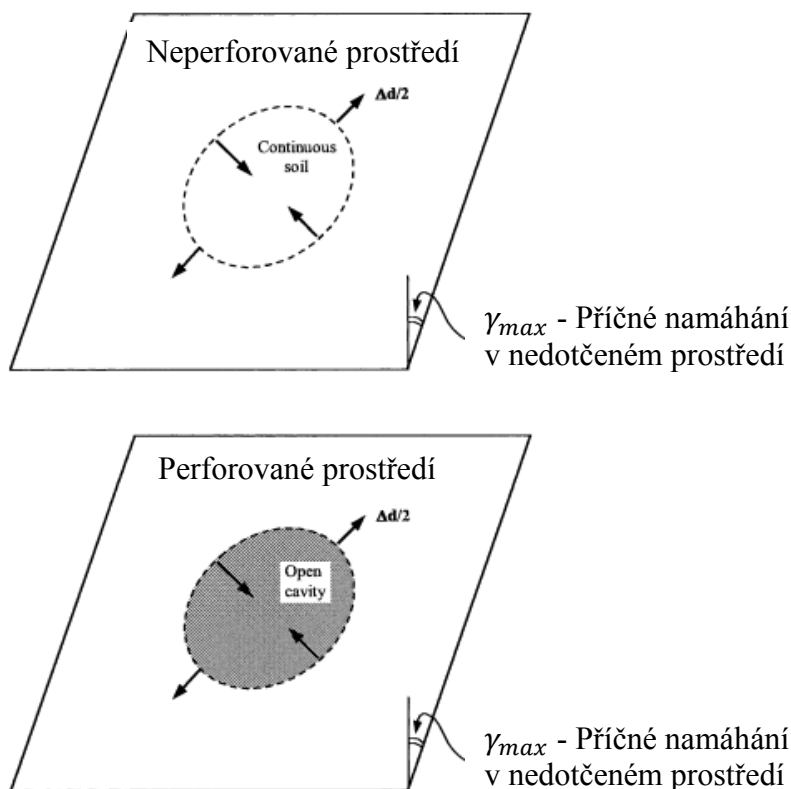 Neperforované prostředí
Δd/2
Continuous
soil
γmax - Příčné namáhání
v nedotčeném prostředí
Perforované prostředí
Δd/2
Open
cavity
γmax - Příčné namáhání
v nedotčeném prostředí